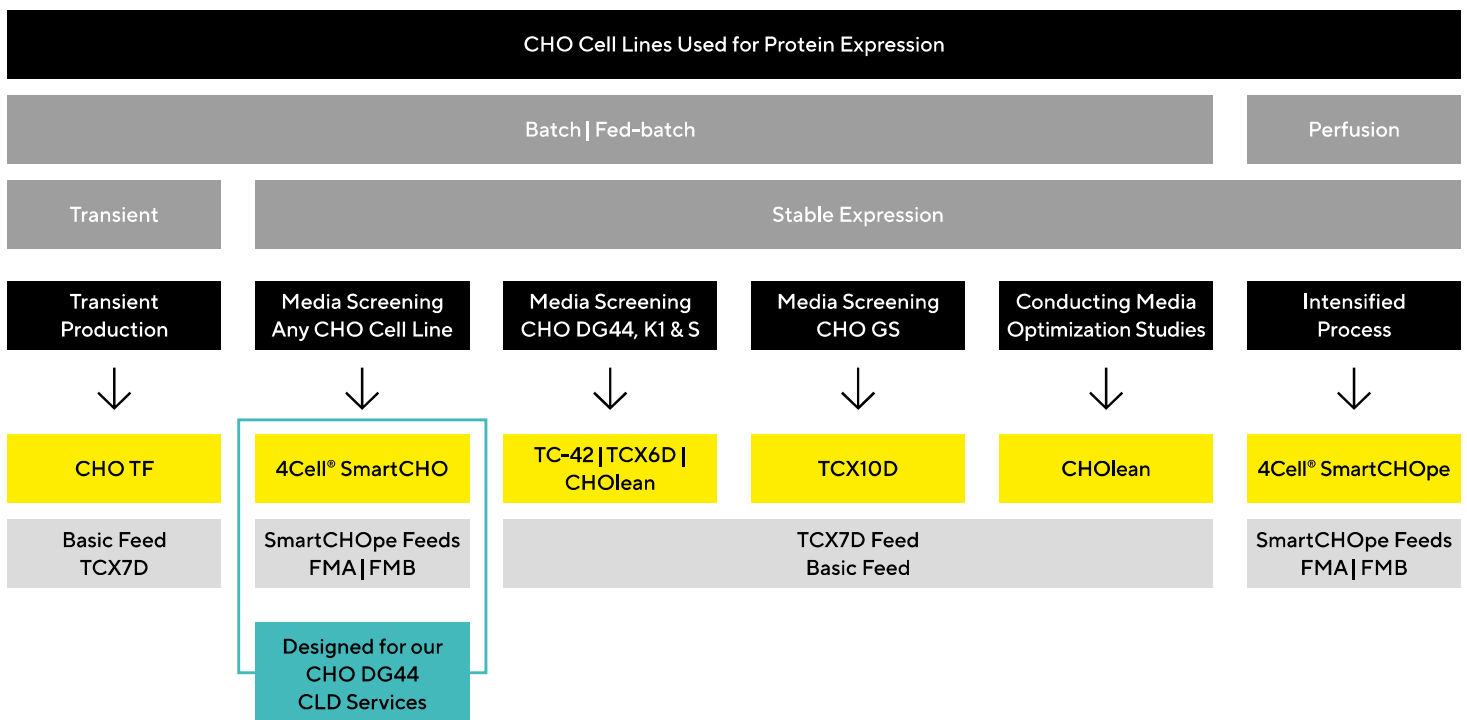 CHO Cell Lines Used for Protein Expression
Batch | Fed-batch
Perfusion
Transient
Stable Expression
Transient
Production
Media Screening
Any CHO Cell Line
Media Screening
CHO DG44, K1 & S
Media Screening
CHO GS
Conducting Media
Optimization Studies
Intensified
Process
CHO TF
4Cell® SmartCHO
TC-42 | TCX6D |
CHOlean
TCX10D
CHOlean
4Cell® SmartCHOpe
Basic Feed
TCX7D
SmartCHOpe Feeds
FMA | FMB
TCX7D Feed
Basic Feed
SmartCHOpe Feeds
FMA | FMB
Designed for our
CHO DG44
CLD Services